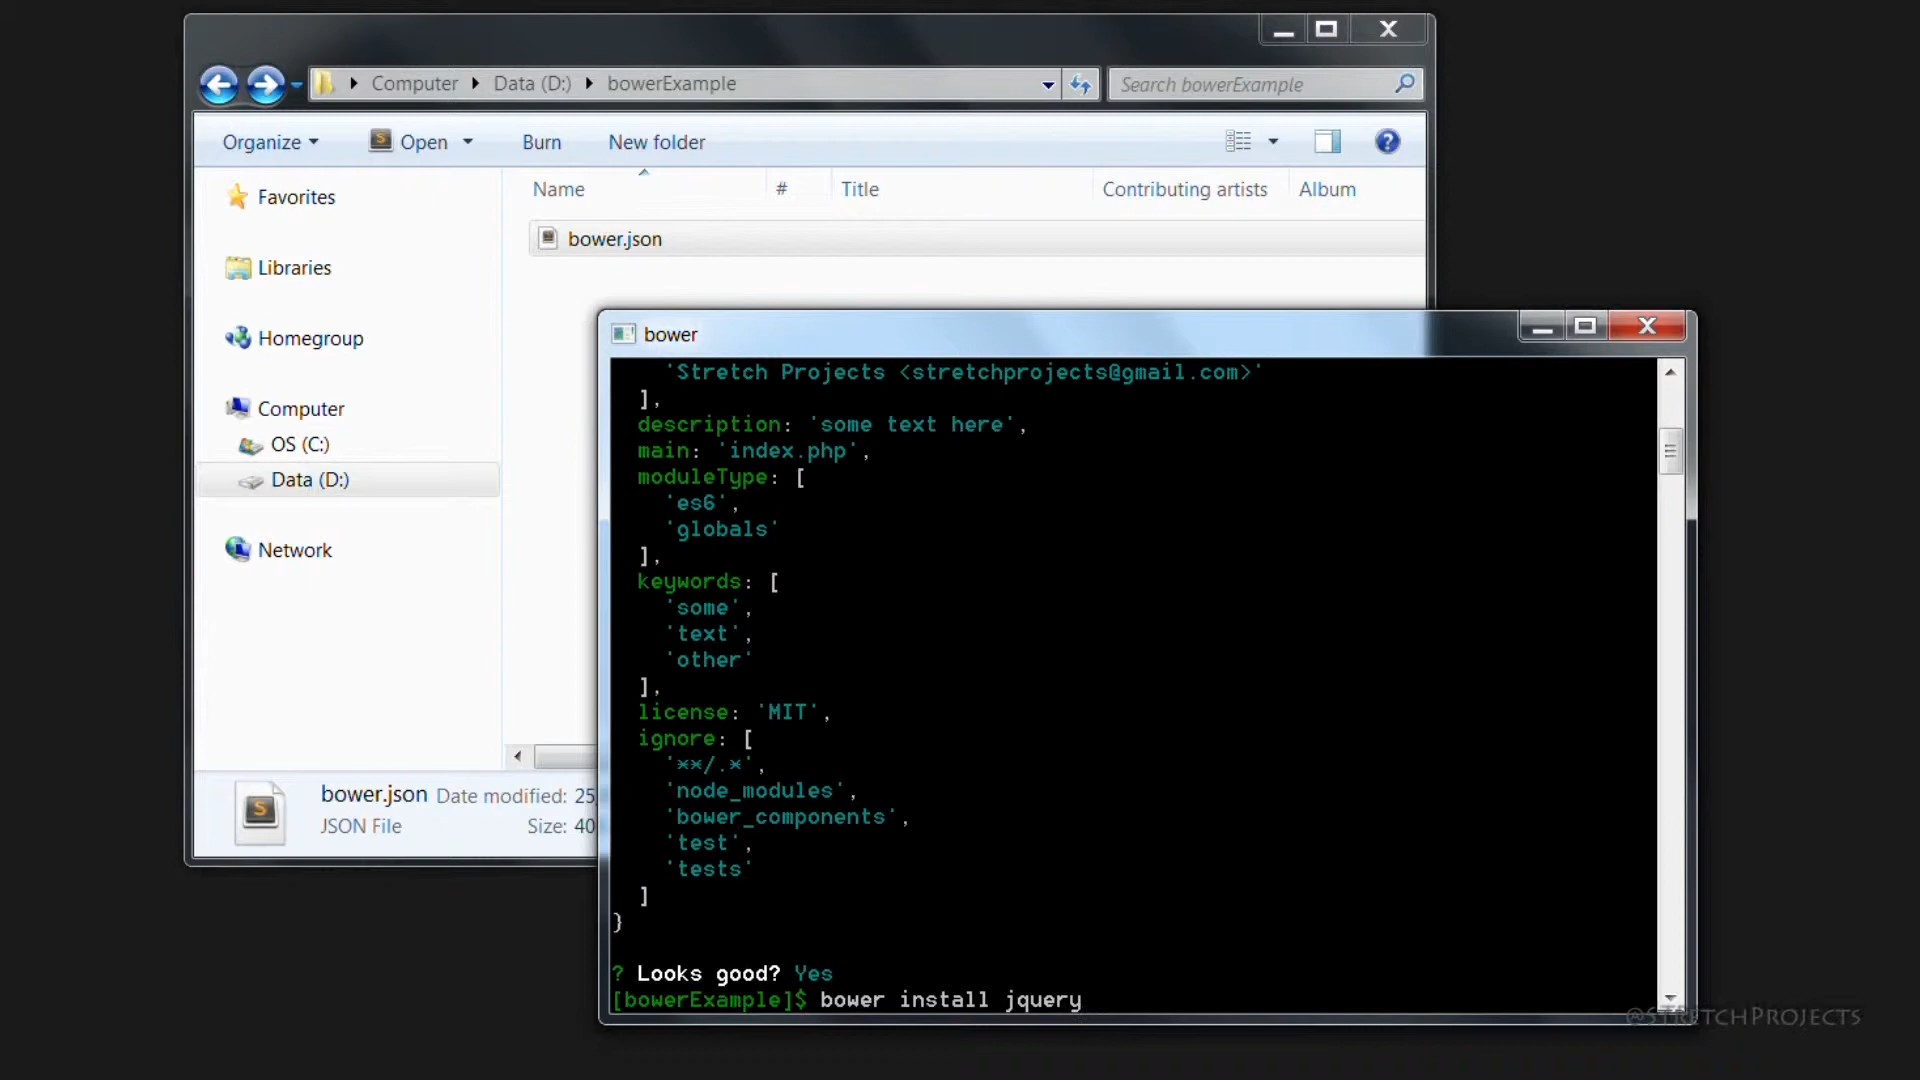 Computer Data (D:) bowerExample
Search bowerExample
Organize Open Burn New folder
Name # Title Contributing artists Album
bower.json
Favorites
Libraries
Homegroup
Computer
OS (C:)
Data (D:)
Network
bower.json Date modified: 25
JSON File Size: 40
bower
'Stretch Projects <stretchprojects@gmail.com>'
],
description: 'some text here',
main: 'index.php',
moduleType: [
'es6',
'globals'
],
keywords: [
'some',
'text',
'other'
],
license: 'MIT',
ignore: [
'**/.*',
'node_modules',
'bower_components',
'test',
'tests'
]
}
? Looks good? Yes
[bowerExample]$ bower install jquery
@STRETCHPROJECTS